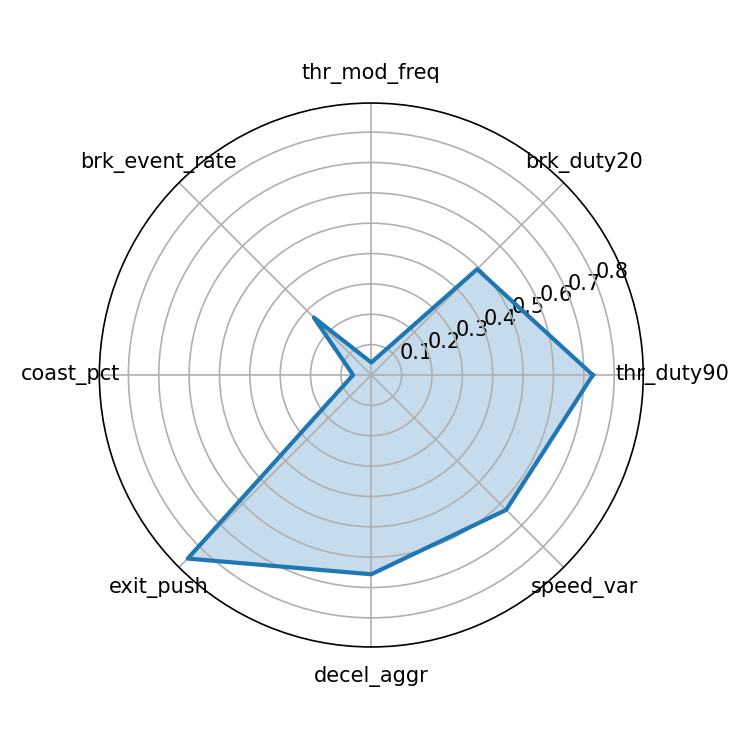 thr_mod_freq
brk_event_rate
brk_duty20
0.8
0.7
0.6
0.5
0.4
0.3
0.2
0.1
coast_pct
thr_duty90
exit_push
speed_var
decel_aggr